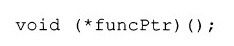 void (*funcPtr)();